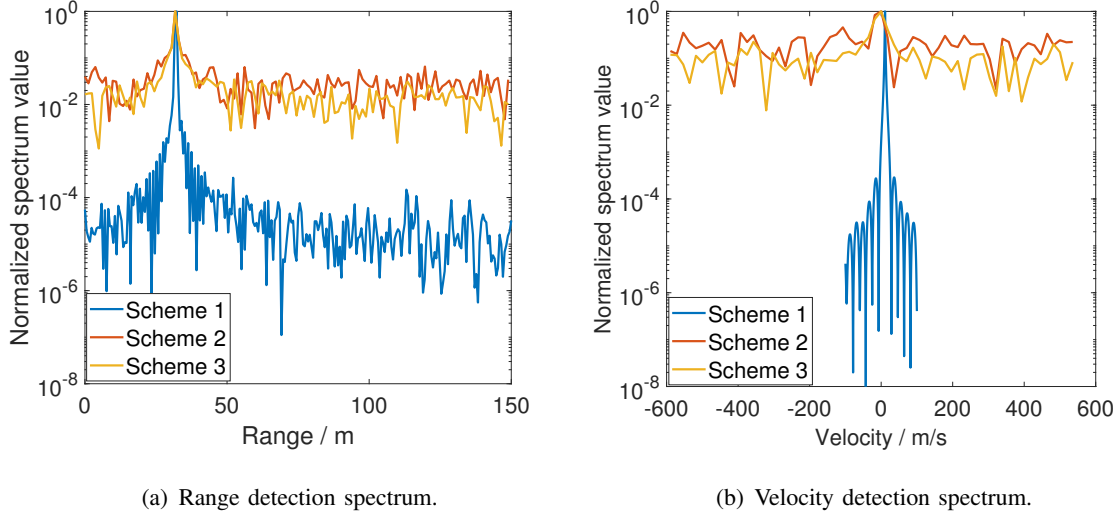 10^0
10^-2
10^-4
10^-6
10^-8
Normalized spectrum value
Scheme 1
Scheme 2
Scheme 3
0 50 100 150
Range / m
(a) Range detection spectrum.
10^0
10^-2
10^-4
10^-6
10^-8
Normalized spectrum value
Scheme 1
Scheme 2
Scheme 3
-600 -400 -200 0 200 400 600
Velocity / m/s
(b) Velocity detection spectrum.